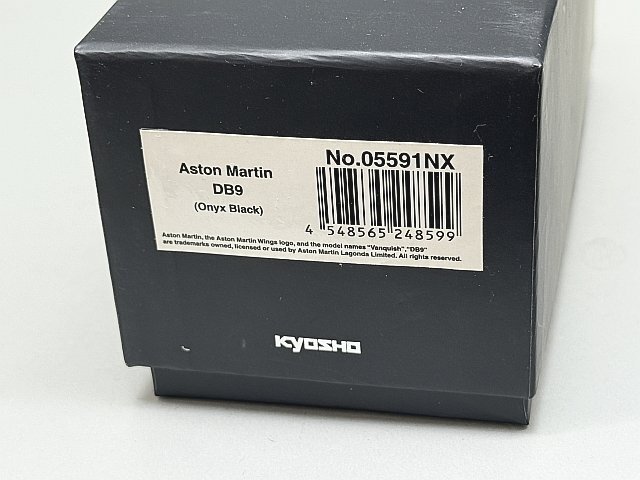 Aston Martin
DB9
(Onyx Black)
No.05591NX
4 548565 248599
Aston Martin, the Aston Martin Wings logo, and the model names "Vanquish","DB9"
are trademarks owned, licensed or used by Aston Martin Lagonda Limited. All rights reserved.
KYOSHO